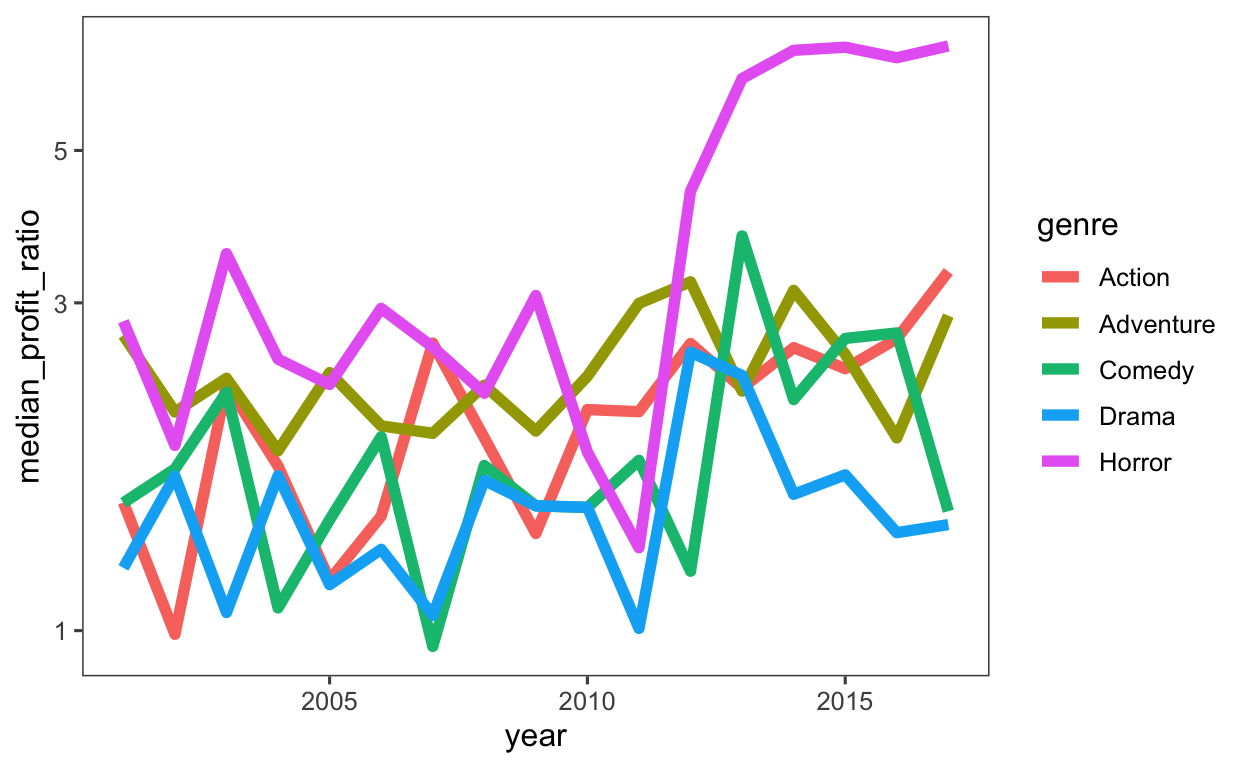 median_profit_ratio
5
3
1
2005
2010
2015
year
genre
Action
Adventure
Comedy
Drama
Horror